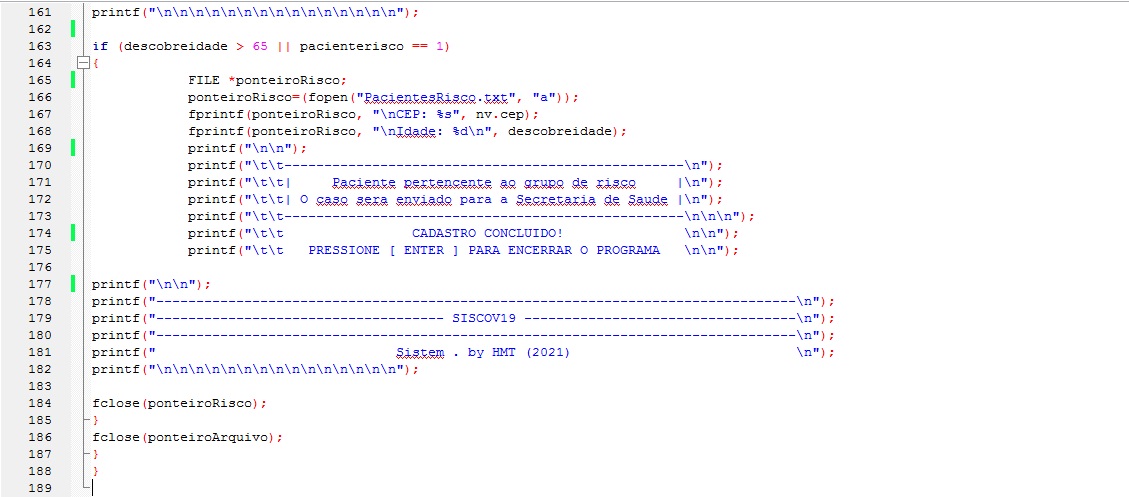 161 printf("\n\n\n\n\n\n\n\n\n\n\n\n\n\n\n");
162
163 if (descobreidade > 65 || pacienterisco == 1)
164 {
165             FILE *ponteiroRisco;
166             ponteiroRisco=(fopen("PacientesRisco.txt", "a"));
167             fprintf(ponteiroRisco, "\nCEP: %s", nv.cep);
168             fprintf(ponteiroRisco, "\nIdade: %d\n", descobreidade);
169             printf("\n\n");
170             printf("\t\t--------------------------------------------------\n");
171             printf("\t\t|     Paciente pertencente ao grupo de risco     |\n");
172             printf("\t\t| O caso sera enviado para a Secretaria de Saude |\n");
173             printf("\t\t--------------------------------------------------\n\n\n");
174             printf("\t\t                CADASTRO CONCLUIDO!               \n\n");
175             printf("\t\t   PRESSIONE [ ENTER ] PARA ENCERRAR O PROGRAMA   \n\n");
176
177 printf("\n\n");
178 printf("--------------------------------------------------------------------------------\n");
179 printf("------------------------------------ SISCOV19 ----------------------------------\n");
180 printf("--------------------------------------------------------------------------------\n");
181 printf("                              Sistem . by HMT (2021)                            \n");
182 printf("\n\n\n\n\n\n\n\n\n\n\n\n\n\n\n");
183
184 fclose(ponteiroRisco);
185 }
186 fclose(ponteiroArquivo);
187 }
188 }
189